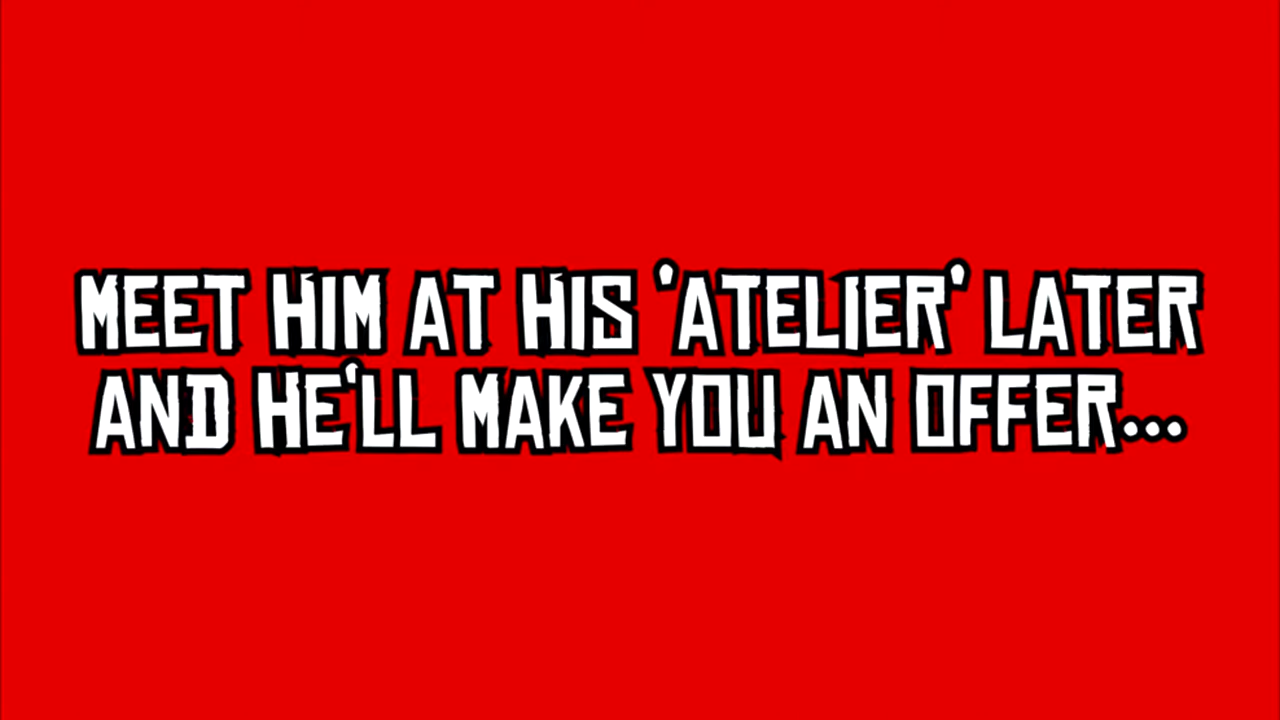 MEET HIM AT HIS 'ATELIER' LATER
AND HE'LL MAKE YOU AN OFFER...